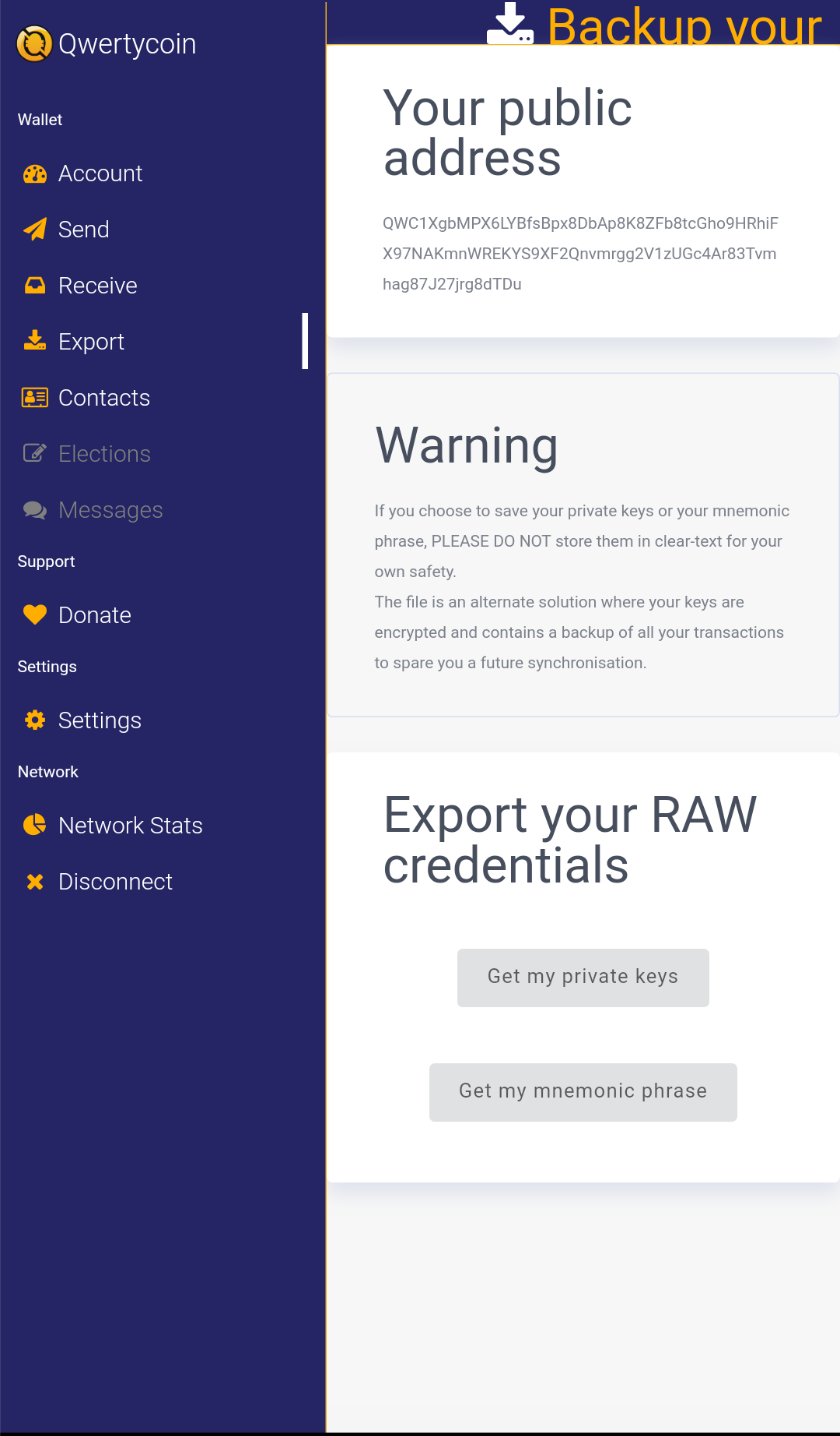 Qwertycoin
Wallet
Account
Send
Receive
Export
Contacts
Elections
Messages
Support
Donate
Settings
Settings
Network
Network Stats
Disconnect
Backup your
Your public
address
QWC1XgbMPX6LYBfsBpx8DbAp8K8ZFb8tcGho9HRhiF
X97NAKmnWREKYS9XF2Qnvmrgg2V1zUGc4Ar83Tvm
hag87J27jrg8dTDu
Warning
If you choose to save your private keys or your mnemonic
phrase, PLEASE DO NOT store them in clear-text for your
own safety.
The file is an alternate solution where your keys are
encrypted and contains a backup of all your transactions
to spare you a future synchronisation.
Export your RAW
credentials
Get my private keys
Get my mnemonic phrase